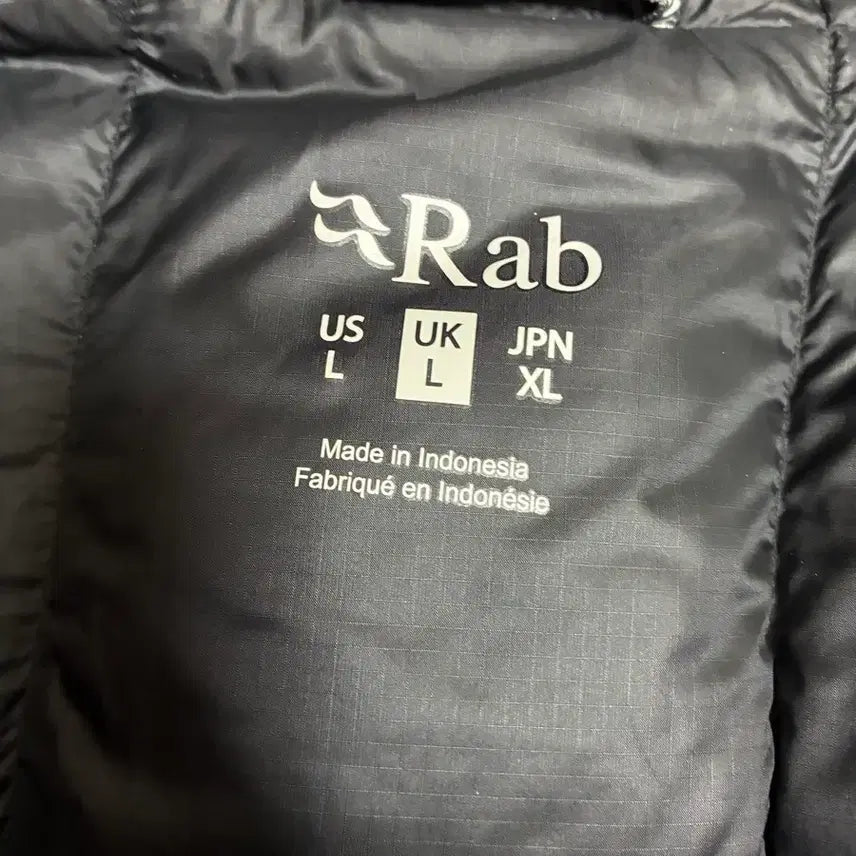 Rab
US UK JPN
L L XL
Made in Indonesia
Fabriqué en Indonésie